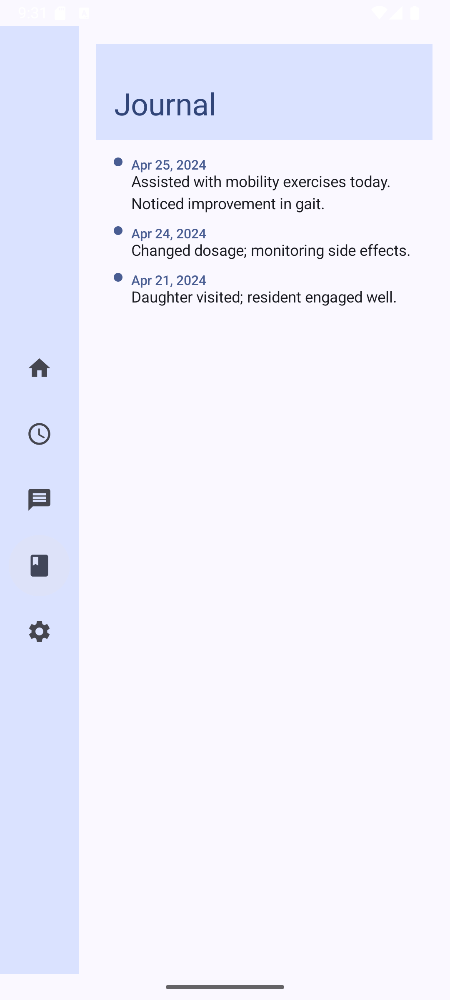 9:31
Journal
Apr 25, 2024
Assisted with mobility exercises today.
Noticed improvement in gait.
Apr 24, 2024
Changed dosage; monitoring side effects.
Apr 21, 2024
Daughter visited; resident engaged well.